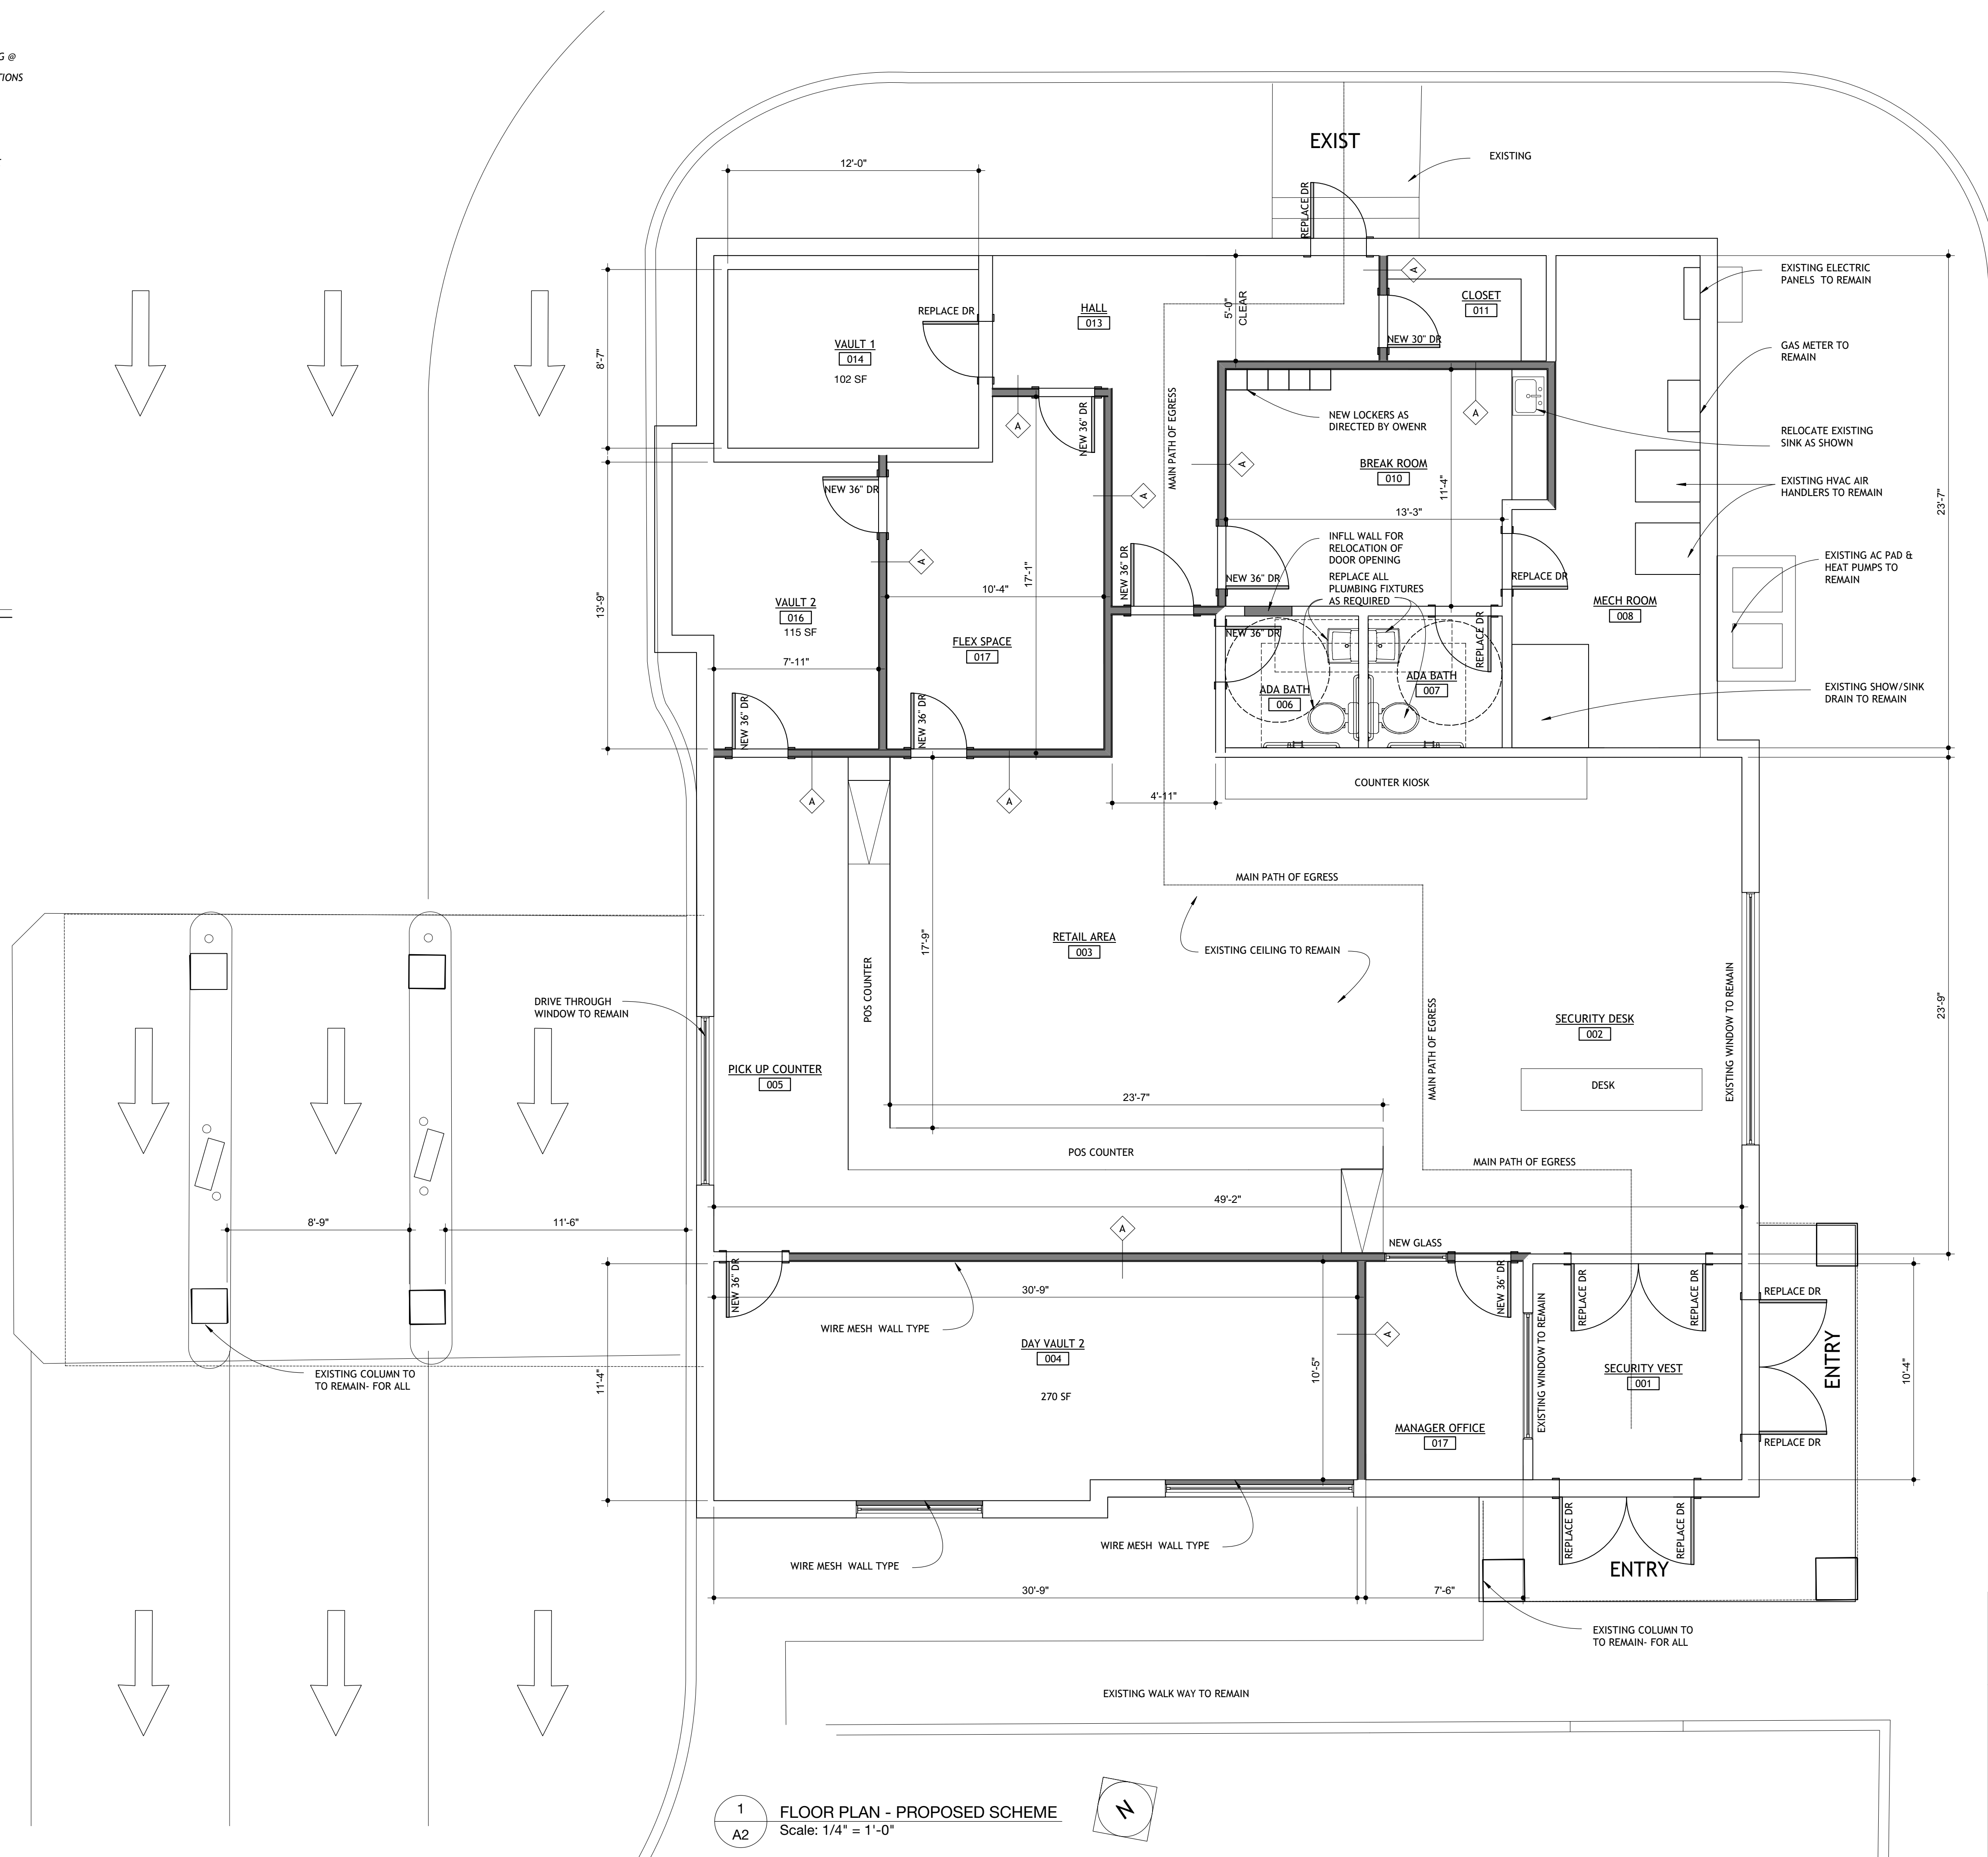 G @
TIONS
EXIST
EXISTING
REPLACE DR
12'-0"
8'-7"
REPLACE DR
VAULT 1
014
102 SF
HALL
013
5'-0"
CLEAR
A
CLOSET
011
NEW 30" DR
EXISTING ELECTRIC
PANELS TO REMAIN
GAS METER TO
REMAIN
RELOCATE EXISTING
SINK AS SHOWN
EXISTING HVAC AIR
HANDLERS TO REMAIN
23'-7"
EXISTING AC PAD &
HEAT PUMPS TO
REMAIN
EXISTING SHOW/SINK
DRAIN TO REMAIN
A
NEW 36" DR
MAIN PATH OF EGRESS
NEW LOCKERS AS
DIRECTED BY OWENR
A
A
BREAK ROOM
010
11'-4"
13'-3"
A
NEW 36" DR
A
13'-9"
VAULT 2
016
115 SF
7'-11"
10'-4"
17'-1"
FLEX SPACE
017
NEW 36" DR
NEW 36" DR
INFLL WALL FOR
RELOCATION OF
DOOR OPENING
REPLACE ALL
PLUMBING FIXTURES
AS REQUIRED
REPLACE DR
MECH ROOM
008
NEW 36" DR
REPLACE DR
ADA BATH
006
ADA BATH
007
NEW 36" DR
NEW 36" DR
A
A
4'-11"
COUNTER KIOSK
MAIN PATH OF EGRESS
17'-9"
RETAIL AREA
003
EXISTING CEILING TO REMAIN
POS COUNTER
DRIVE THROUGH
WINDOW TO REMAIN
PICK UP COUNTER
005
SECURITY DESK
002
DESK
EXISTING WINDOW TO REMAIN
23'-9"
MAIN PATH OF EGRESS
23'-7"
POS COUNTER
MAIN PATH OF EGRESS
49'-2"
8'-9"
11'-6"
A
NEW GLASS
NEW 36" DR
30'-9"
WIRE MESH WALL TYPE
DAY VAULT 2
004
270 SF
11'-4"
10'-5"
A
NEW 36" DR
EXISTING WINDOW TO REMAIN
MANAGER OFFICE
017
REPLACE DR
REPLACE DR
SECURITY VEST
001
REPLACE DR
ENTRY
REPLACE DR
10'-4"
EXISTING COLUMN TO
TO REMAIN- FOR ALL
WIRE MESH WALL TYPE
WIRE MESH WALL TYPE
REPLACE DR
REPLACE DR
ENTRY
30'-9"
7'-6"
EXISTING COLUMN TO
TO REMAIN- FOR ALL
EXISTING WALK WAY TO REMAIN
1
A2
FLOOR PLAN - PROPOSED SCHEME
Scale: 1/4" = 1'-0"
N